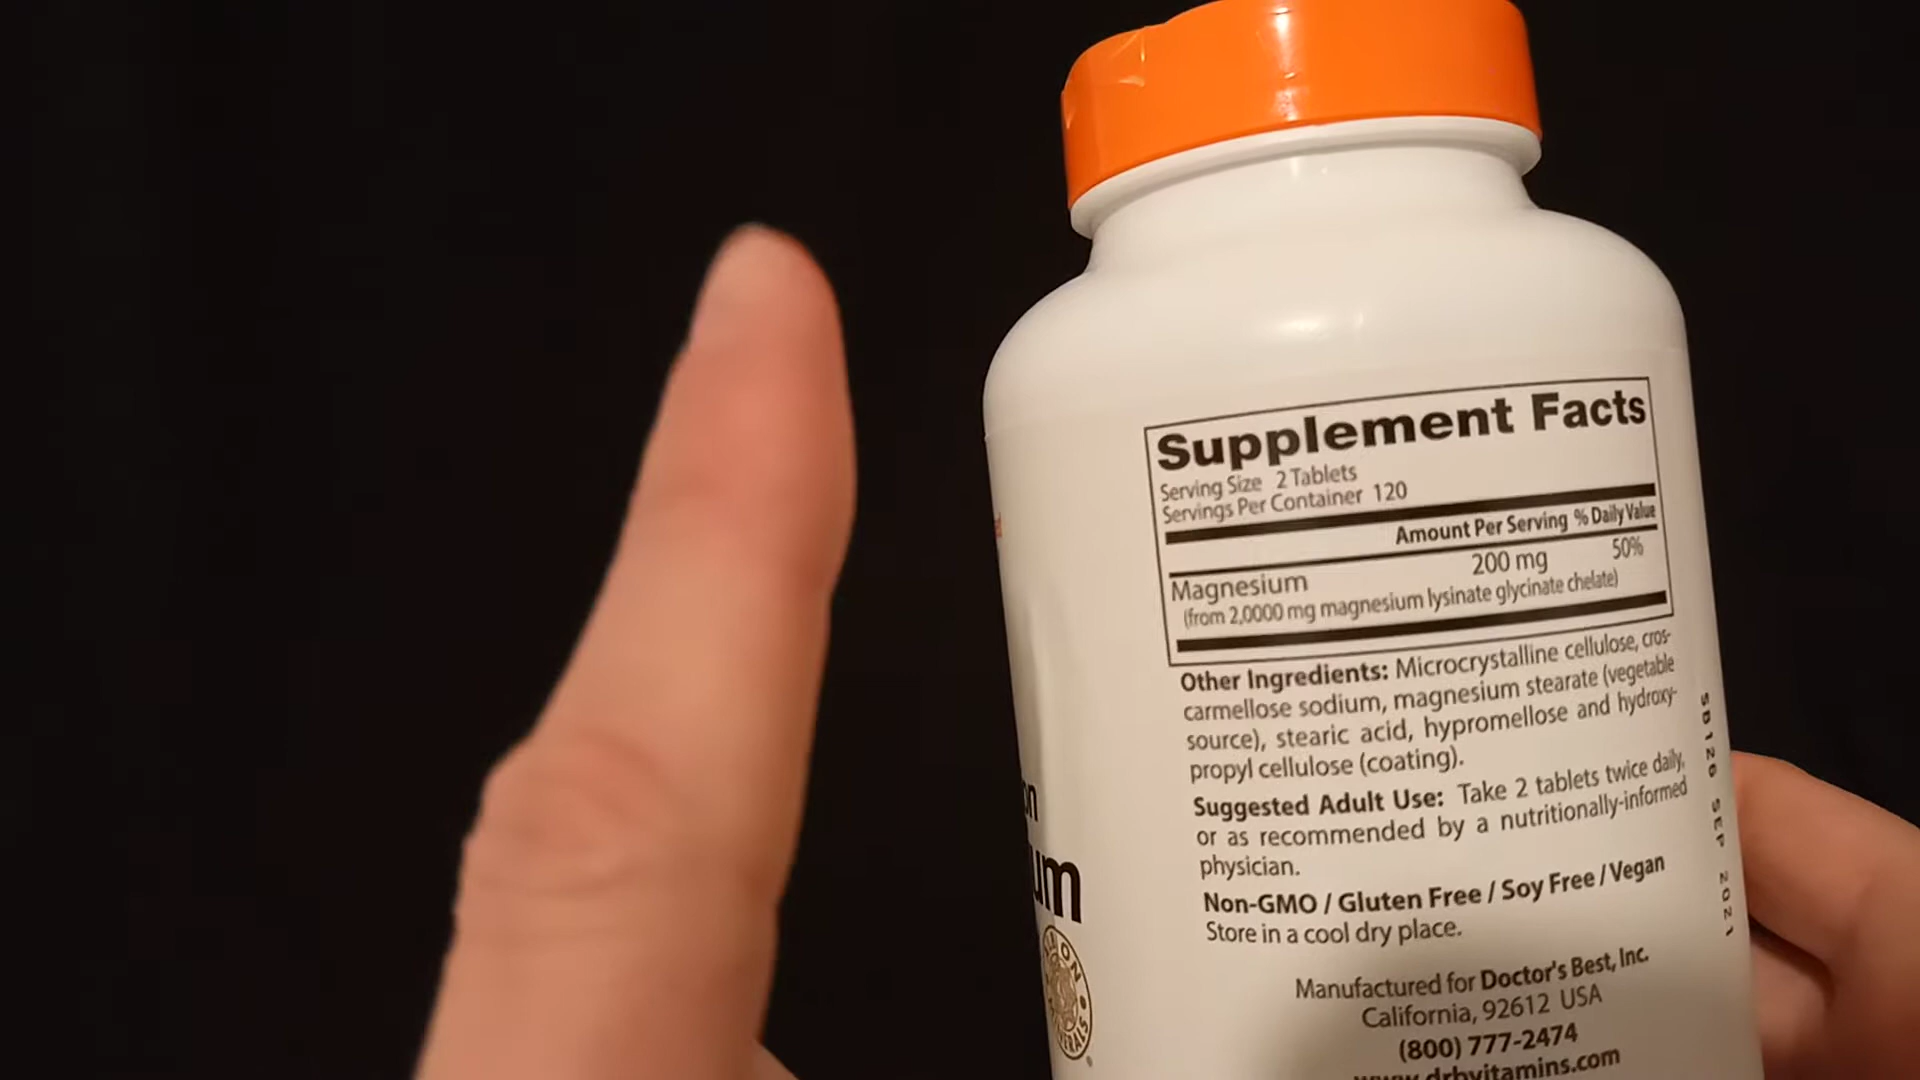 Supplement Facts
Serving Size 2 Tablets
Servings Per Container 120
Amount Per Serving % Daily Value
Magnesium 200 mg 50%
(from 2,0000 mg magnesium lysinate glycinate chelate)
Other Ingredients: Microcrystalline cellulose, cros-
carmellose sodium, magnesium stearate (vegetable
source), stearic acid, hypromellose and hydroxy-
propyl cellulose (coating).
Suggested Adult Use: Take 2 tablets twice daily,
or as recommended by a nutritionally-informed
physician.
Non-GMO / Gluten Free / Soy Free / Vegan
Store in a cool dry place.
Manufactured for Doctor's Best, Inc.
California, 92612 USA
(800) 777-2474
www.drbvitamins.com
SD126 SEP 2021